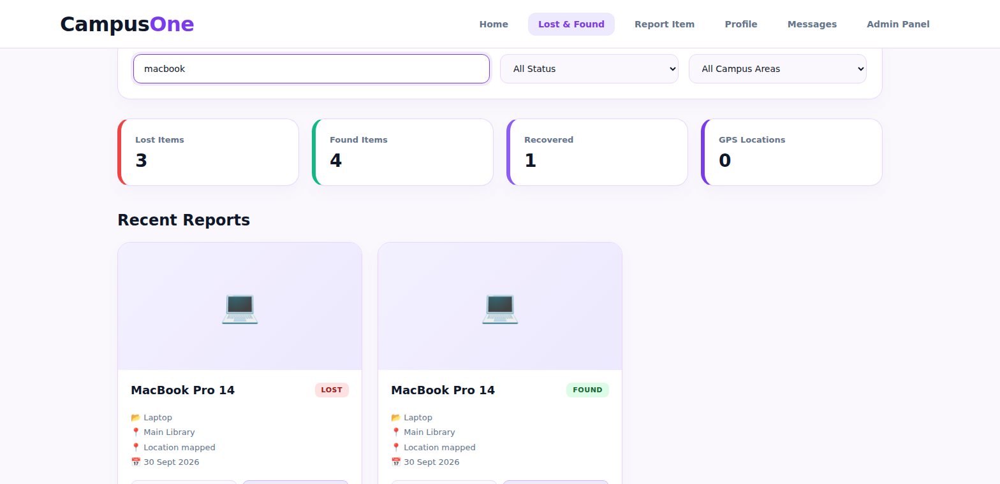 CampusOne
Home
Lost & Found
Report Item
Profile
Messages
Admin Panel
macbook
All Status
All Campus Areas
Lost Items
3
Found Items
4
Recovered
1
GPS Locations
0
Recent Reports
MacBook Pro 14
LOST
Laptop
Main Library
Location mapped
30 Sept 2026
MacBook Pro 14
FOUND
Laptop
Main Library
Location mapped
30 Sept 2026